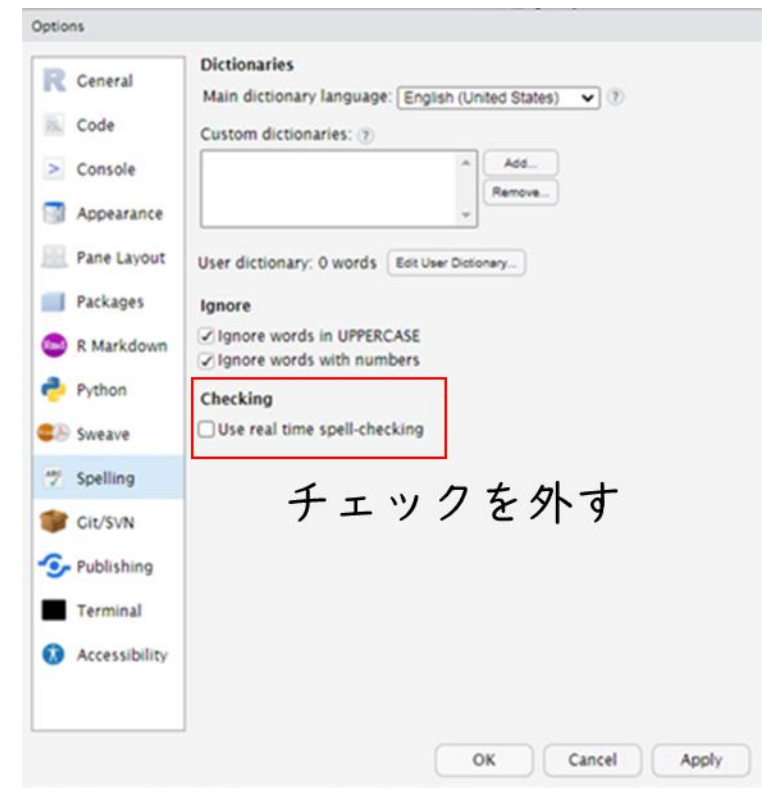 Options
General
Code
Console
Appearance
Pane Layout
Packages
R Markdown
Python
Sweave
Spelling
Git/SVN
Publishing
Terminal
Accessibility
Dictionaries
Main dictionary language: English (United States)
Custom dictionaries:
Add...
Remove...
User dictionary: 0 words Edit User Dictionary...
Ignore
Ignore words in UPPERCASE
Ignore words with numbers
Checking
Use real time spell-checking
チェックを外す
OK Cancel Apply